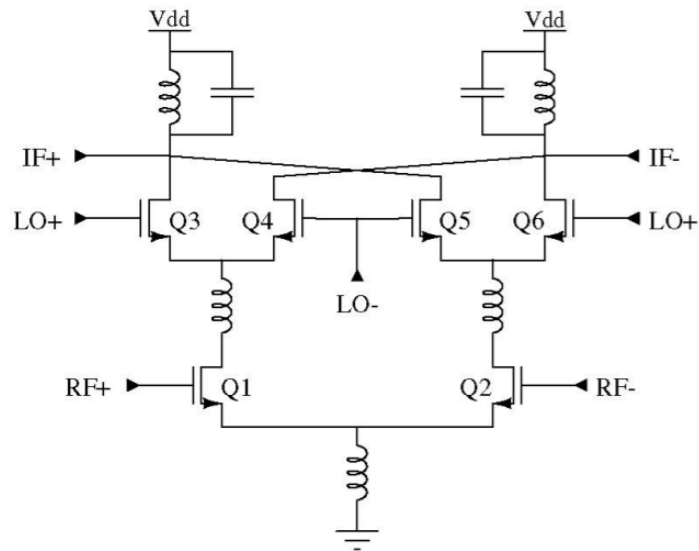 Vdd Vdd
IF+ IF-
LO+ Q3 Q4 Q5 Q6 LO+
LO-
RF+ Q1 Q2 RF-